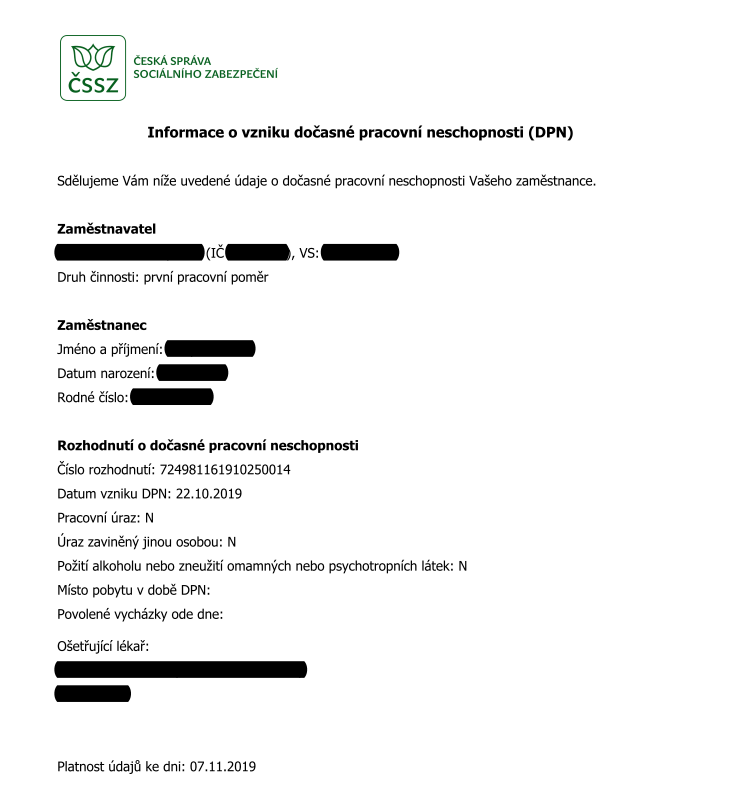 ČSSZ
ČESKÁ SPRÁVA
SOCIÁLNÍHO ZABEZPEČENÍ
Informace o vzniku dočasné pracovní neschopnosti (DPN)
Sdělujeme Vám níže uvedené údaje o dočasné pracovní neschopnosti Vašeho zaměstnance.
Zaměstnavatel
(IČ ), VS:
Druh činnosti: první pracovní poměr
Zaměstnanec
Jméno a příjmení:
Datum narození:
Rodné číslo:
Rozhodnutí o dočasné pracovní neschopnosti
Číslo rozhodnutí: 724981161910250014
Datum vzniku DPN: 22.10.2019
Pracovní úraz: N
Úraz zaviněný jinou osobou: N
Požití alkoholu nebo zneužití omamných nebo psychotropních látek: N
Místo pobytu v době DPN:
Povolené vycházky ode dne:
Ošetřující lékař:
Platnost údajů ke dni: 07.11.2019